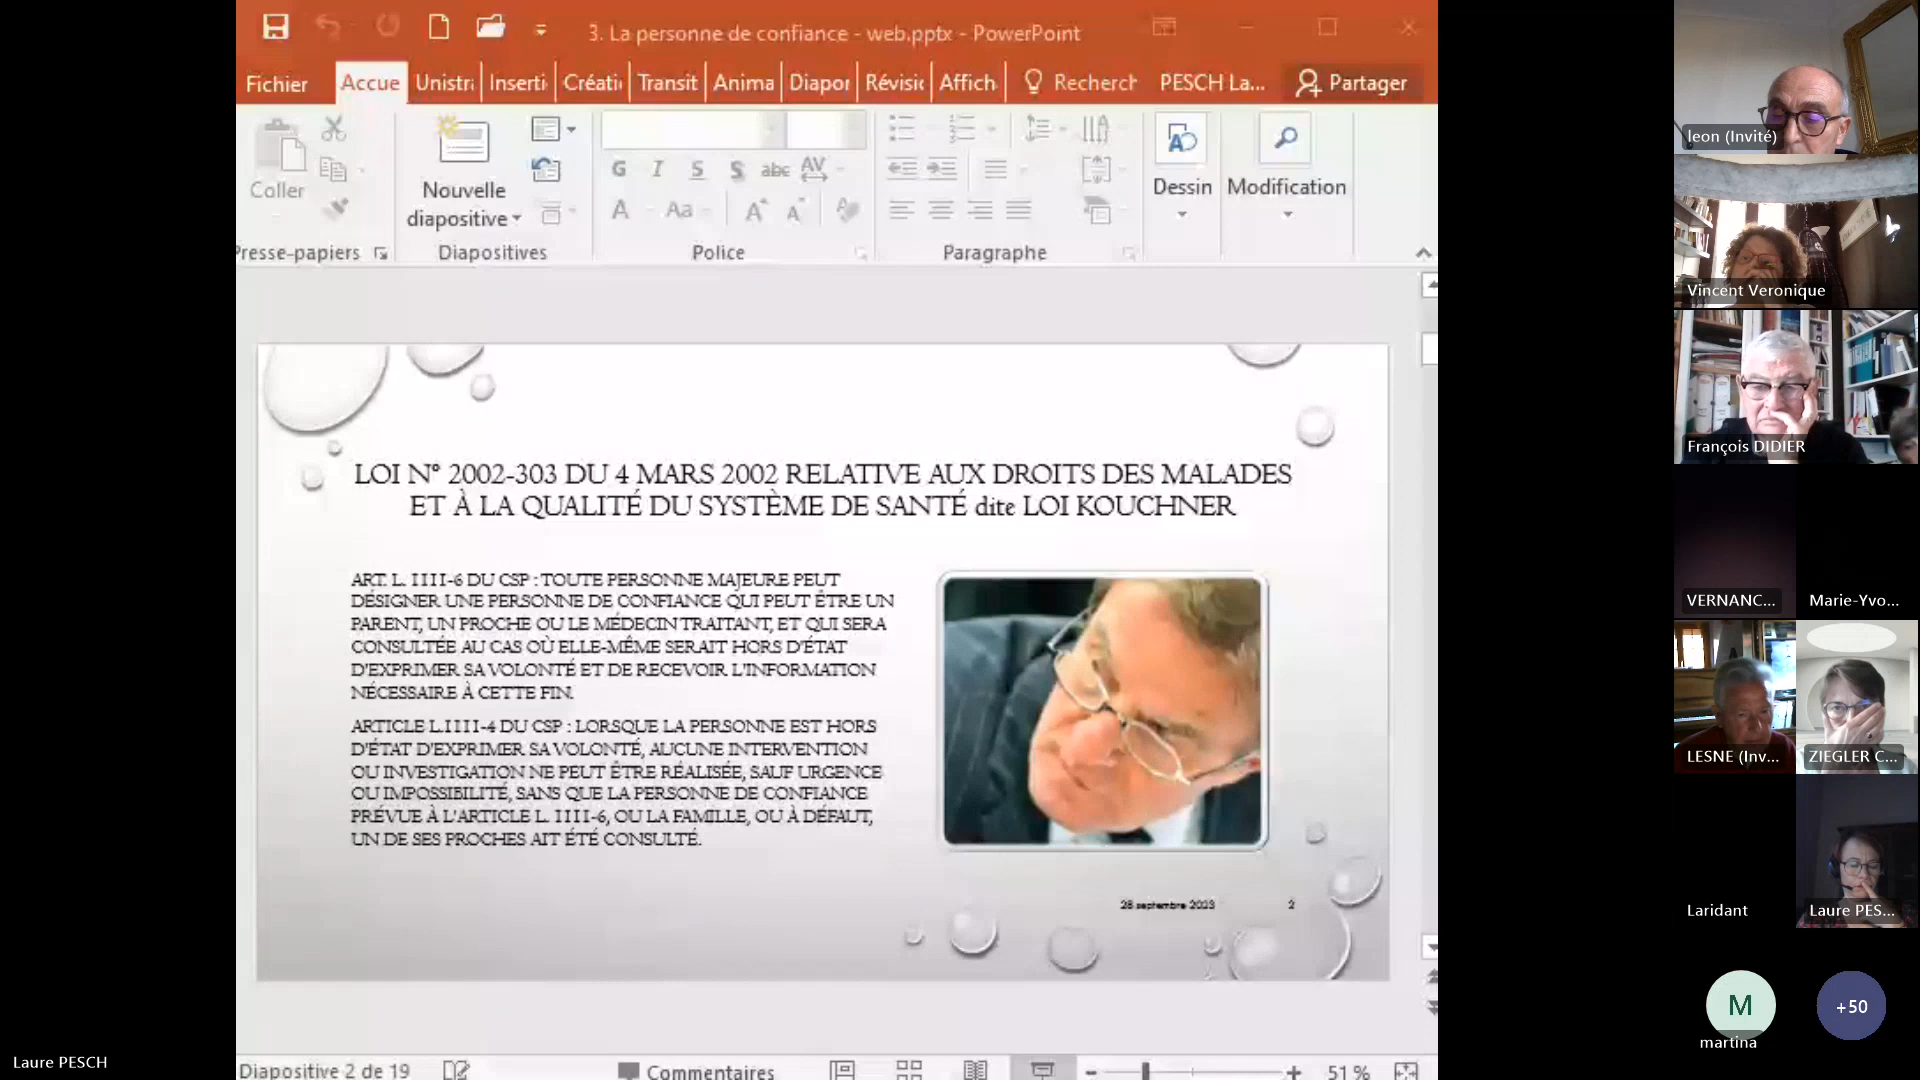 3. La personne de confiance - web.pptx - PowerPoint
Fichier
Accue
Unistr
Inserti
Créati
Transit
Anima
Diapor
Révisio
Affich
Recherch
PESCH La...
Partager
Coller
Nouvelle
diapositive
G I S S abc AV
A Aa A A
Dessin
Modification
Presse-papiers
Diapositives
Police
Paragraphe
LOI N° 2002-303 DU 4 MARS 2002 RELATIVE AUX DROITS DES MALADES
ET À LA QUALITÉ DU SYSTÈME DE SANTÉ dite LOI KOUCHNER
ART. L. 1111-6 DU CSP : TOUTE PERSONNE MAJEURE PEUT
DÉSIGNER UNE PERSONNE DE CONFIANCE QUI PEUT ÊTRE UN
PARENT, UN PROCHE OU LE MÉDECIN TRAITANT, ET QUI SERA
CONSULTÉE AU CAS OÙ ELLE-MÊME SERAIT HORS D'ÉTAT
D'EXPRIMER SA VOLONTÉ ET DE RECEVOIR L'INFORMATION
NÉCESSAIRE À CETTE FIN.
ARTICLE L.1111-4 DU CSP : LORSQUE LA PERSONNE EST HORS
D'ÉTAT D'EXPRIMER SA VOLONTÉ, AUCUNE INTERVENTION
OU INVESTIGATION NE PEUT ÊTRE RÉALISÉE, SAUF URGENCE
OU IMPOSSIBILITÉ, SANS QUE LA PERSONNE DE CONFIANCE
PRÉVUE À L'ARTICLE L. 1111-6, OU LA FAMILLE, OU À DÉFAUT,
UN DE SES PROCHES AIT ÉTÉ CONSULTÉ.
28 septembre 2023
2
Diapositive 2 de 19
Commentaires
51 %
Laure PESCH
leon (Invité)
Vincent Veronique
François DIDIER
VERNANC...
Marie-Yvo...
LESNE (Inv...
ZIEGLER C...
Laridant
Laure PES...
M
martina
+50